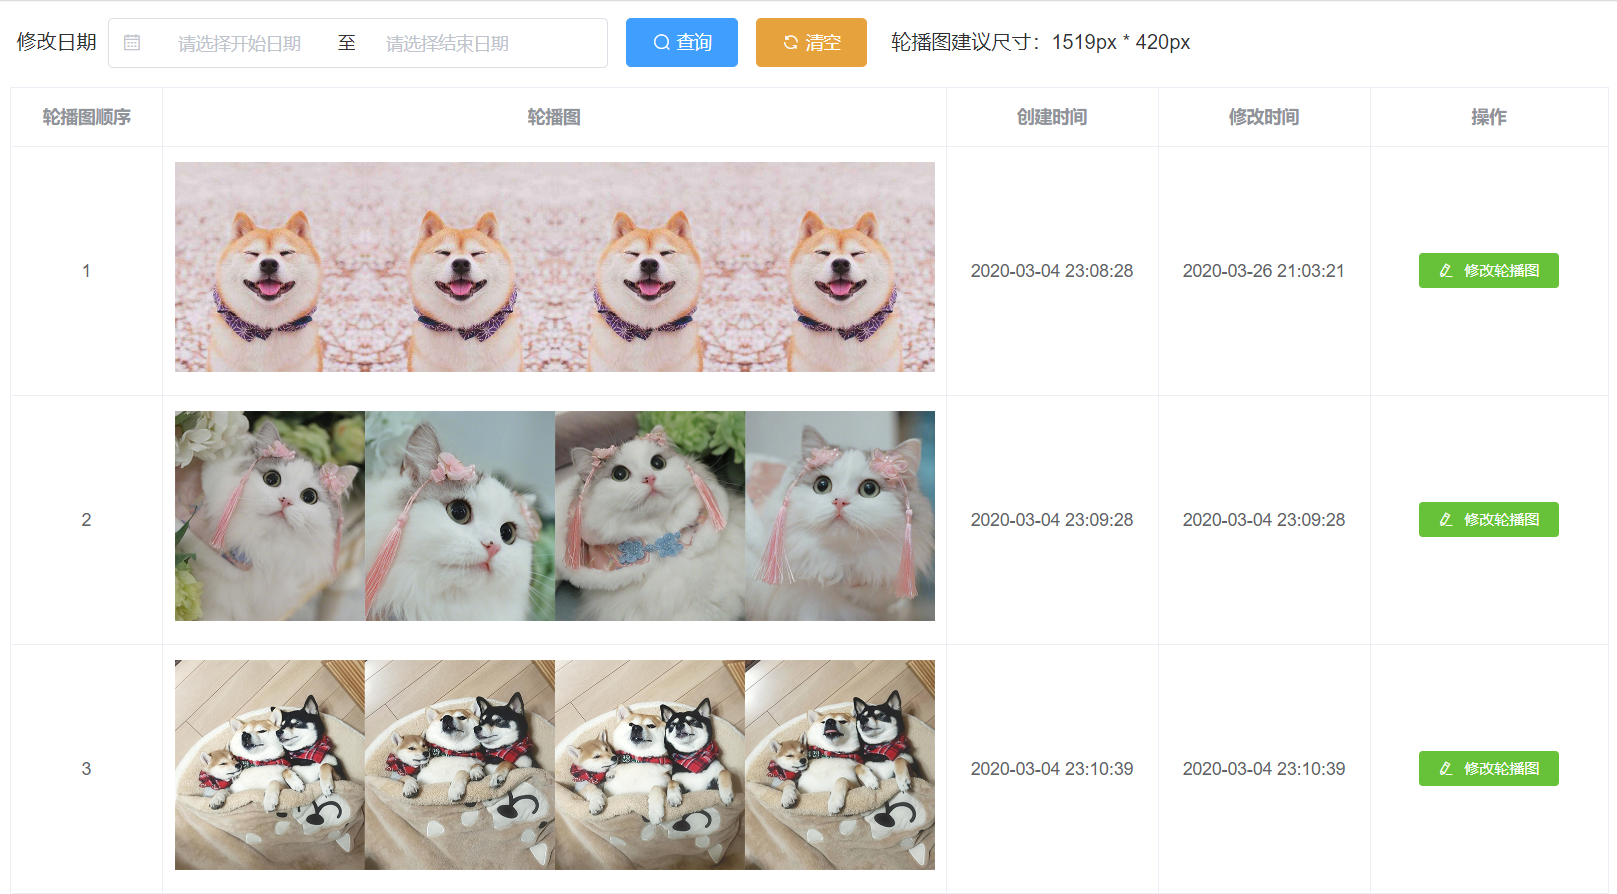 修改日期 请选择开始日期 至 请选择结束日期 查询 清空 轮播图建议尺寸：1519px * 420px
轮播图顺序 轮播图 创建时间 修改时间 操作
1 2020-03-04 23:08:28 2020-03-26 21:03:21 修改轮播图
2 2020-03-04 23:09:28 2020-03-04 23:09:28 修改轮播图
3 2020-03-04 23:10:39 2020-03-04 23:10:39 修改轮播图